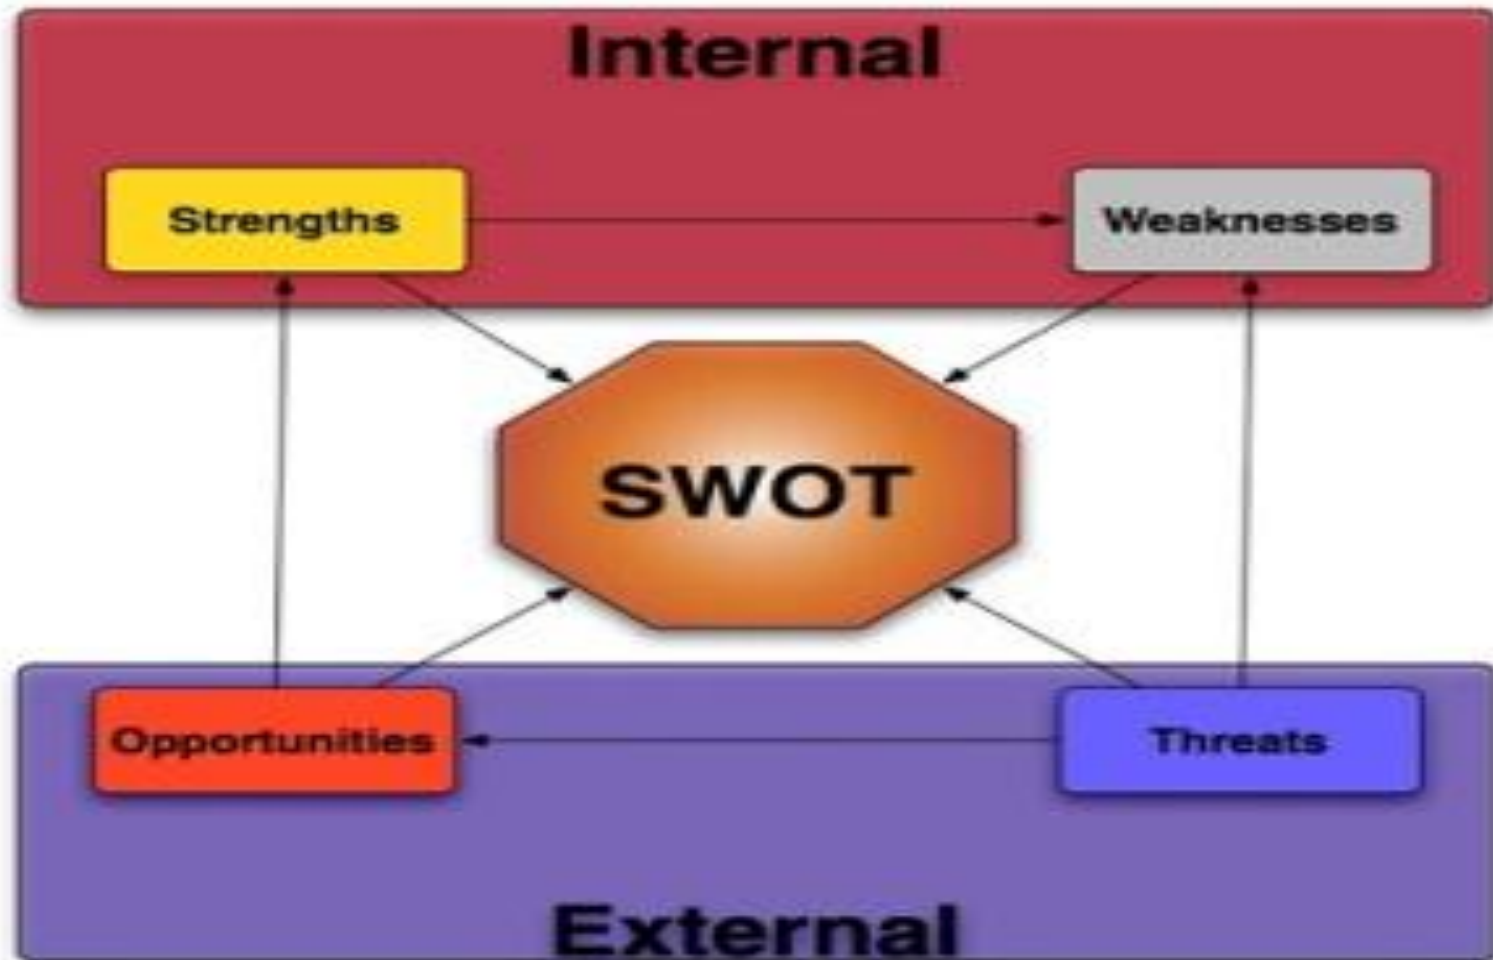 Internal
Strengths
Weaknesses
SWOT
Opportunities
Threats
External